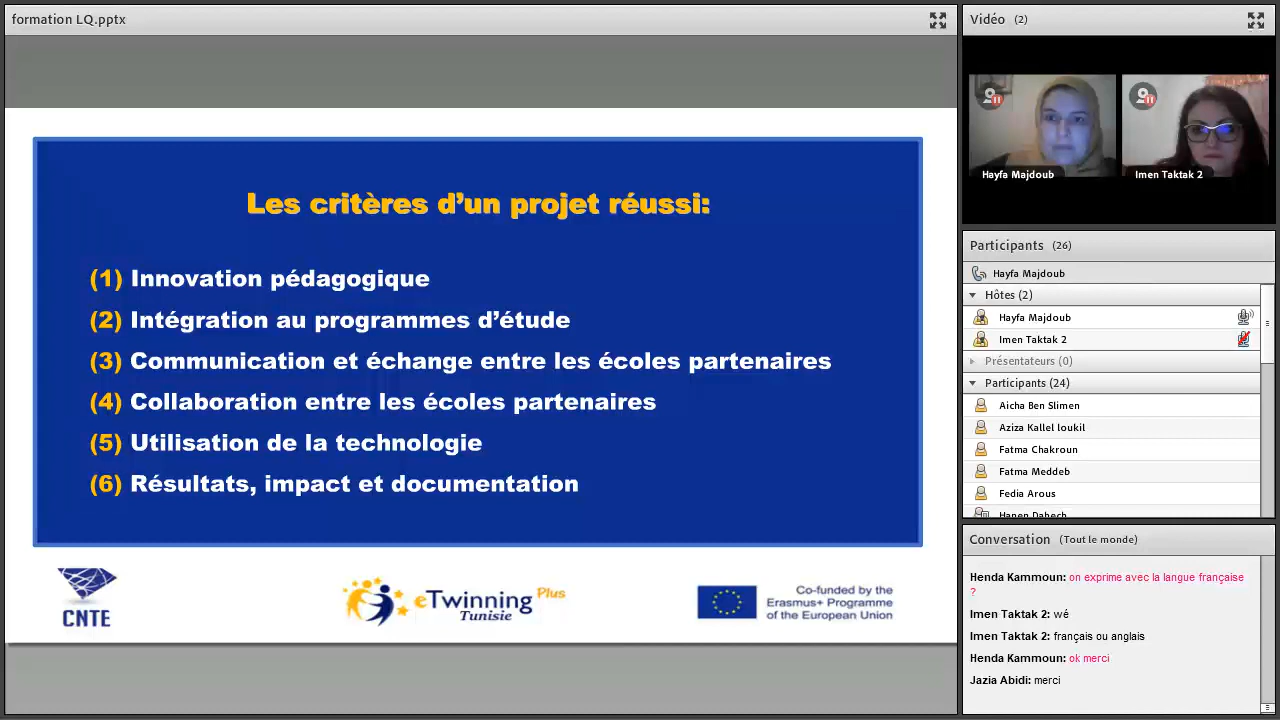 formation LQ.pptx
Les critères d’un projet réussi:
(1) Innovation pédagogique
(2) Intégration au programmes d’étude
(3) Communication et échange entre les écoles partenaires
(4) Collaboration entre les écoles partenaires
(5) Utilisation de la technologie
(6) Résultats, impact et documentation
CNTE
eTwinning Plus
Tunisie
Co-funded by the
Erasmus+ Programme
of the European Union
Vidéo (2)
Hayfa Majdoub
Imen Taktak 2
Participants (26)
Hayfa Majdoub
Hôtes (2)
Hayfa Majdoub
Imen Taktak 2
Présentateurs (0)
Participants (24)
Aicha Ben Slimen
Aziza Kallel loukil
Fatma Chakroun
Fatma Meddeb
Fedia Arous
Hanen Dabech
Conversation (Tout le monde)
Henda Kammoun: on exprime avec la langue française
?
Imen Taktak 2: wé
Imen Taktak 2: français ou anglais
Henda Kammoun: ok merci
Jazia Abidi: merci